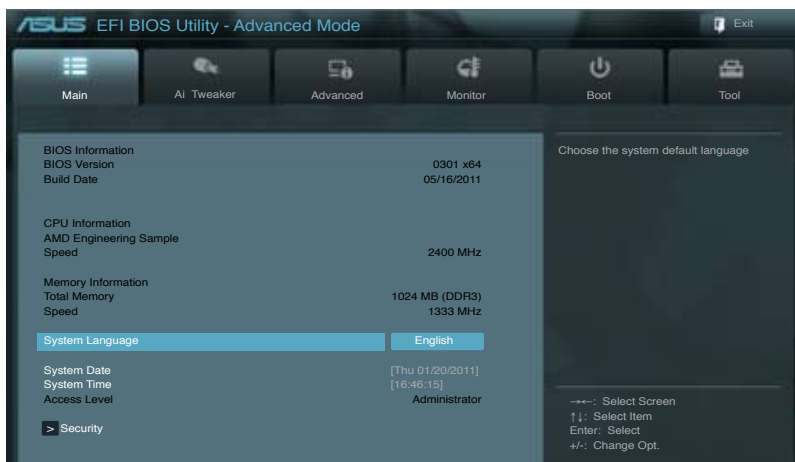 ASUS EFI BIOS Utility - Advanced Mode
Exit
Main
Ai Tweaker
Advanced
Monitor
Boot
Tool
BIOS Information
BIOS Version 0301 x64
Build Date 05/16/2011
CPU Information
AMD Engineering Sample
Speed 2400 MHz
Memory Information
Total Memory 1024 MB (DDR3)
Speed 1333 MHz
System Language English
System Date [Thu 01/20/2011]
System Time [16:46:15]
Access Level Administrator
> Security
Choose the system default language
→←: Select Screen
↑↓: Select Item
Enter: Select
+/-: Change Opt.